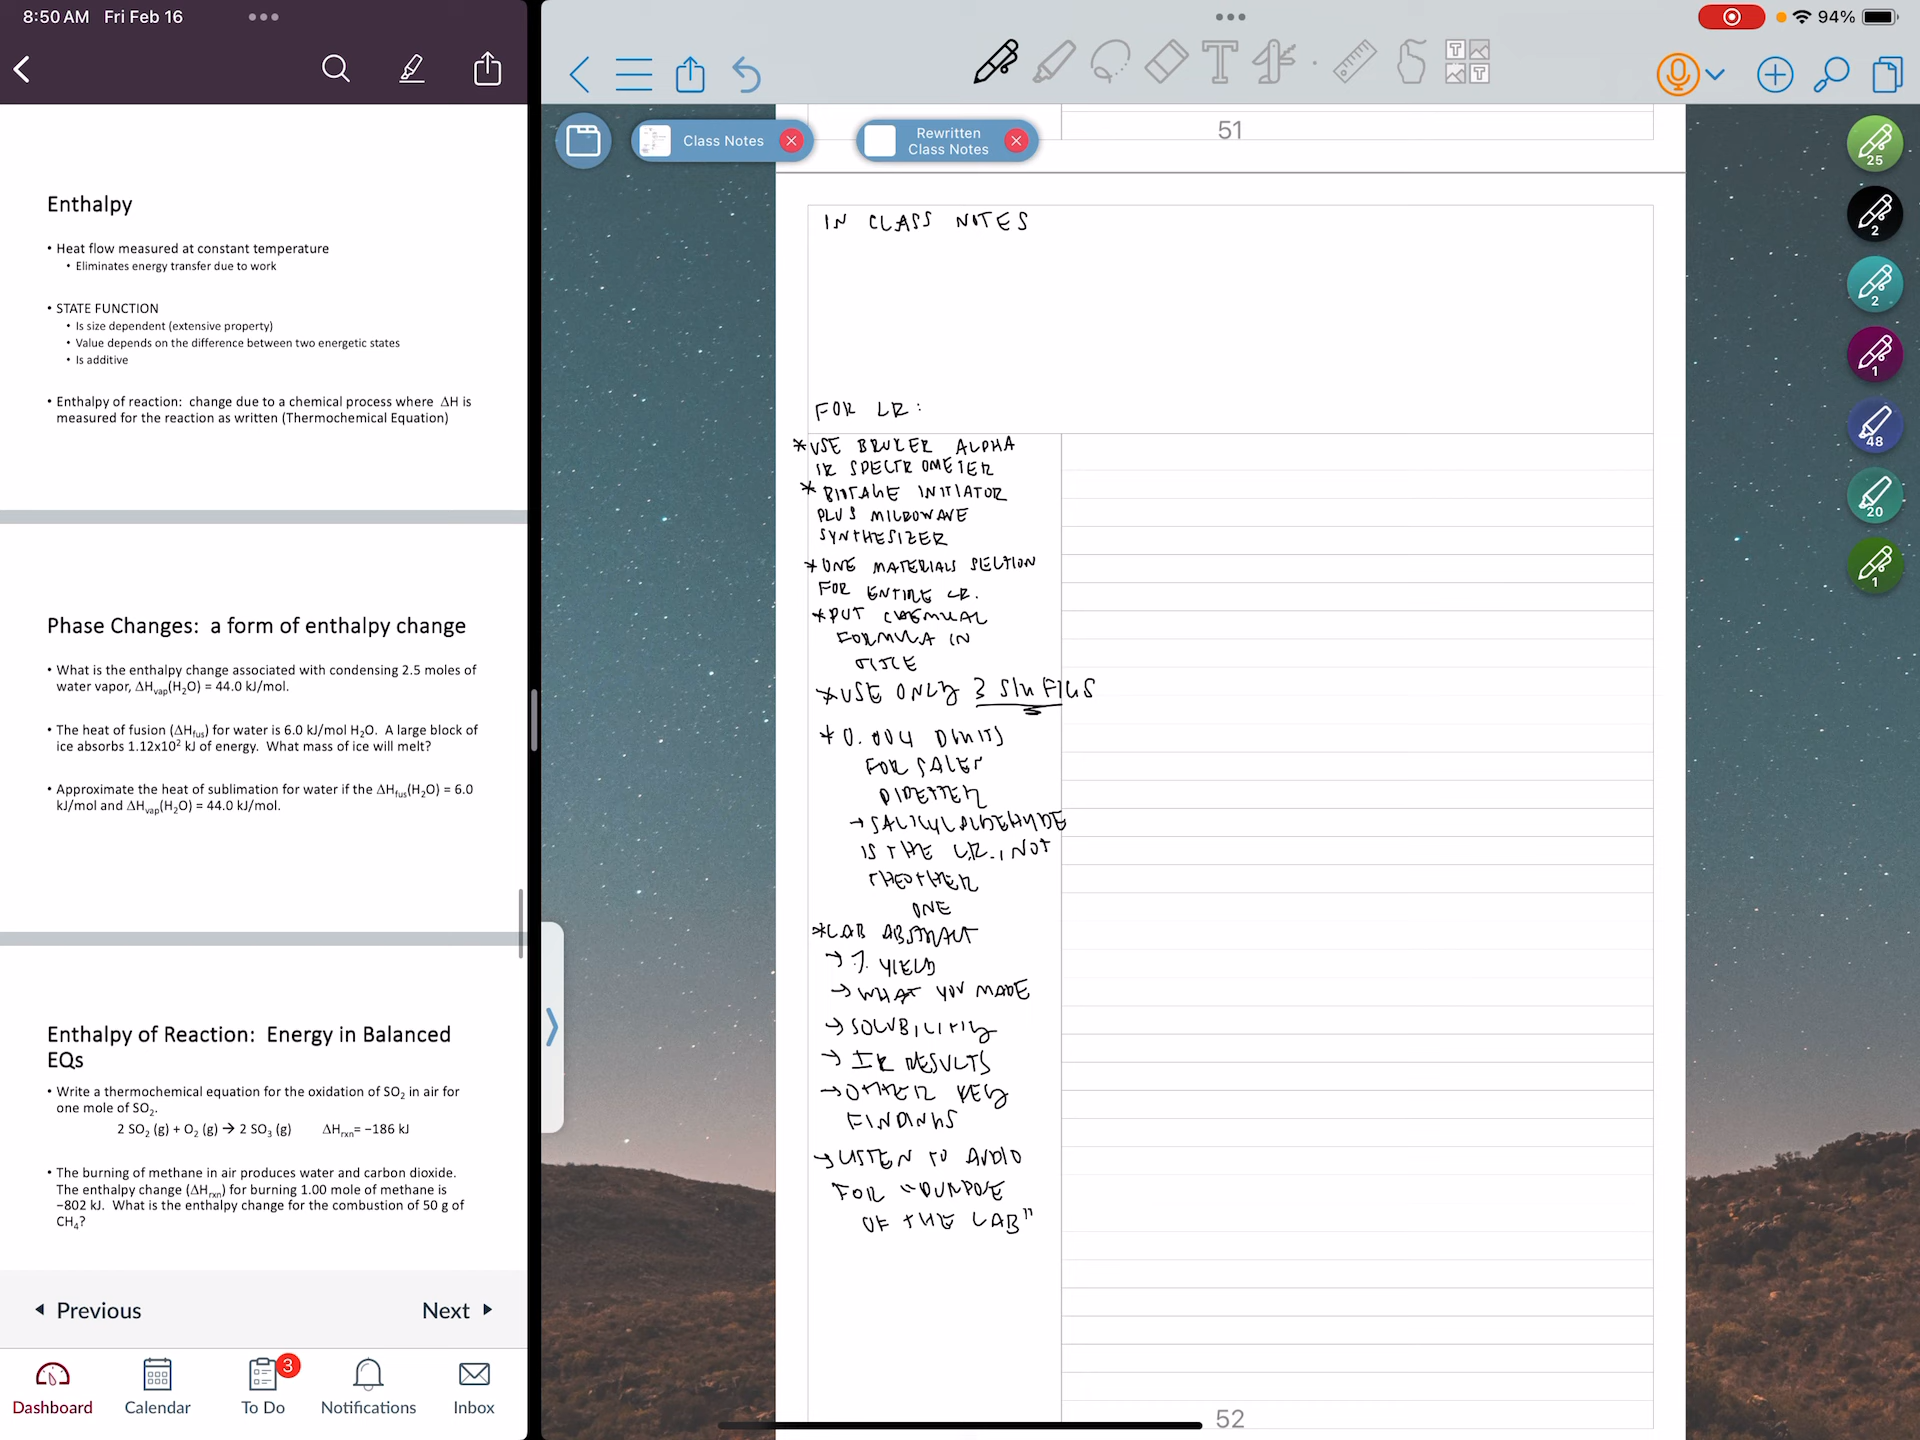 8:50 AM Fri Feb 16
94%
Enthalpy
• Heat flow measured at constant temperature
• Eliminates energy transfer due to work
• STATE FUNCTION
• Is size dependent (extensive property)
• Value depends on the difference between two energetic states
• Is additive
• Enthalpy of reaction: change due to a chemical process where ΔH is
measured for the reaction as written (Thermochemical Equation)
Phase Changes: a form of enthalpy change
• What is the enthalpy change associated with condensing 2.5 moles of
water vapor, ΔHvap(H2O) = 44.0 kJ/mol.
• The heat of fusion (ΔHfus) for water is 6.0 kJ/mol H2O. A large block of
ice absorbs 1.12x10² kJ of energy. What mass of ice will melt?
• Approximate the heat of sublimation for water if the ΔHfus(H2O) = 6.0
kJ/mol and ΔHvap(H2O) = 44.0 kJ/mol.
Enthalpy of Reaction: Energy in Balanced
EQs
• Write a thermochemical equation for the oxidation of SO2 in air for
one mole of SO2.
2 SO2 (g) + O2 (g) → 2 SO3 (g) ΔHrxn= −186 kJ
• The burning of methane in air produces water and carbon dioxide.
The enthalpy change (ΔHrxn) for burning 1.00 mole of methane is
−802 kJ. What is the enthalpy change for the combustion of 50 g of
CH4?
Previous
Next
3
Dashboard
Calendar
To Do
Notifications
Inbox
Class Notes
Rewritten
Class Notes
51
IN CLASS NOTES
FOR LR:
*USE BRUKER ALPHA
IR SPECTROMETER
* BIOTAGE INITIATOR
PLUS MICROWAVE
SYNTHESIZER
*ONE MATERIALS SECTION
FOR ENTIRE LR.
*PUT CHEMICAL
FORMULA IN
TITLE
*USE ONLY 3 SIG FIGS
*0.004 DIGITS
FOR SALEN
→SALICYLALDEHYDE
IS THE L.R., NOT
THE OTHER
ONE
*LAB ABSTRACT
→ % YIELD
→ WHAT YOU MADE
→ SOLUBILITY
→ IR RESULTS
→ OTHER KEY
FINDINGS
→ LISTEN TO AUDIO
FOR "PURPOSE
OF THE LAB"
52
25
2
2
1
48
20
1